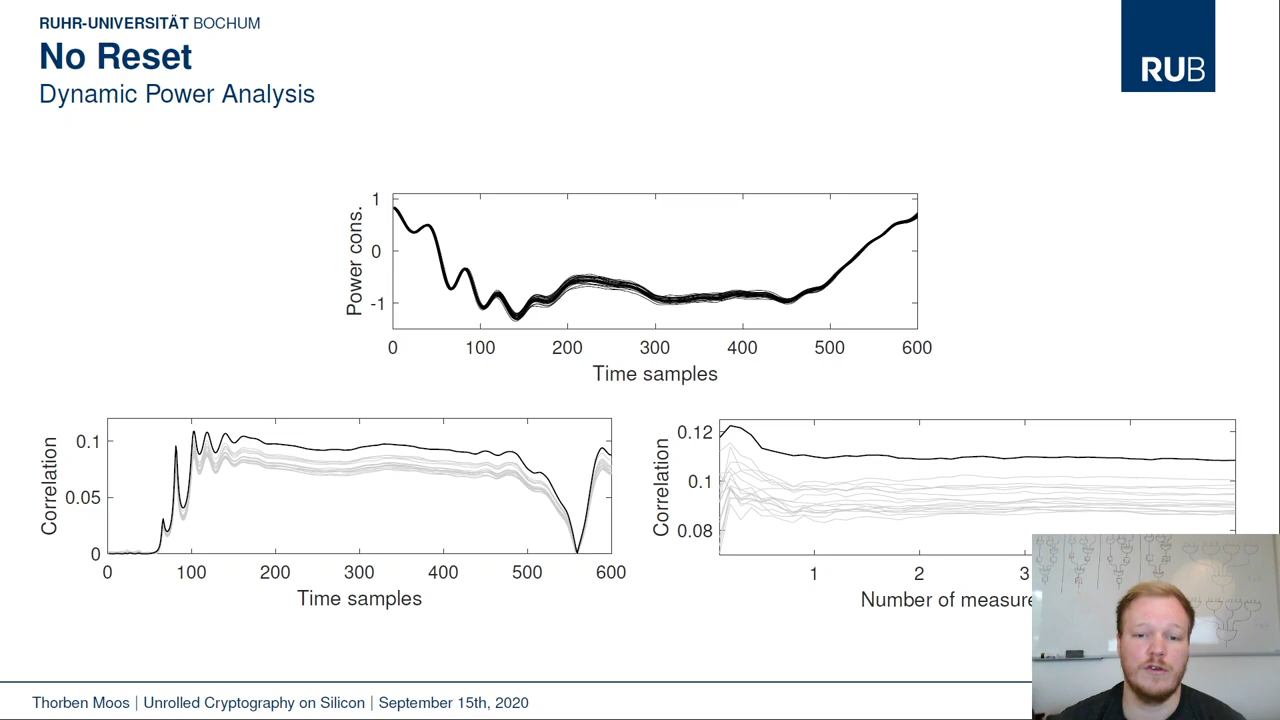 RUHR-UNIVERSITÄT BOCHUM
No Reset
Dynamic Power Analysis
RUB
Power cons.
1
0
-1
0 100 200 300 400 500 600
Time samples
Correlation
0.1
0.05
0
0 100 200 300 400 500 600
Time samples
Correlation
0.12
0.1
0.08
1 2 3
Number of measure
Thorben Moos | Unrolled Cryptography on Silicon | September 15th, 2020